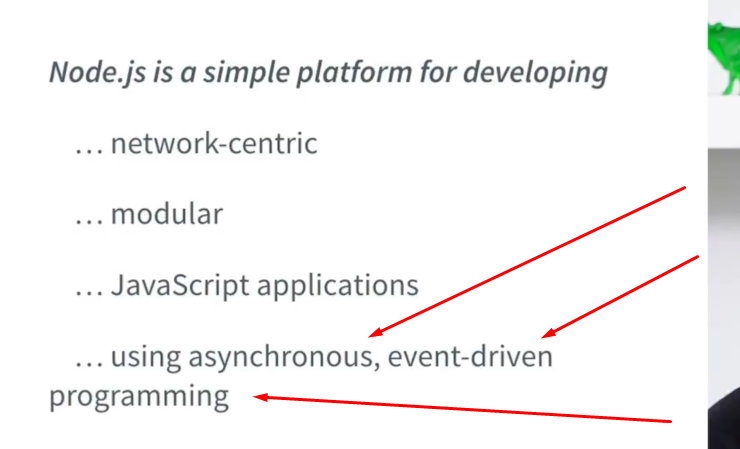 Node.js is a simple platform for developing
... network-centric
... modular
... JavaScript applications
... using asynchronous, event-driven
programming